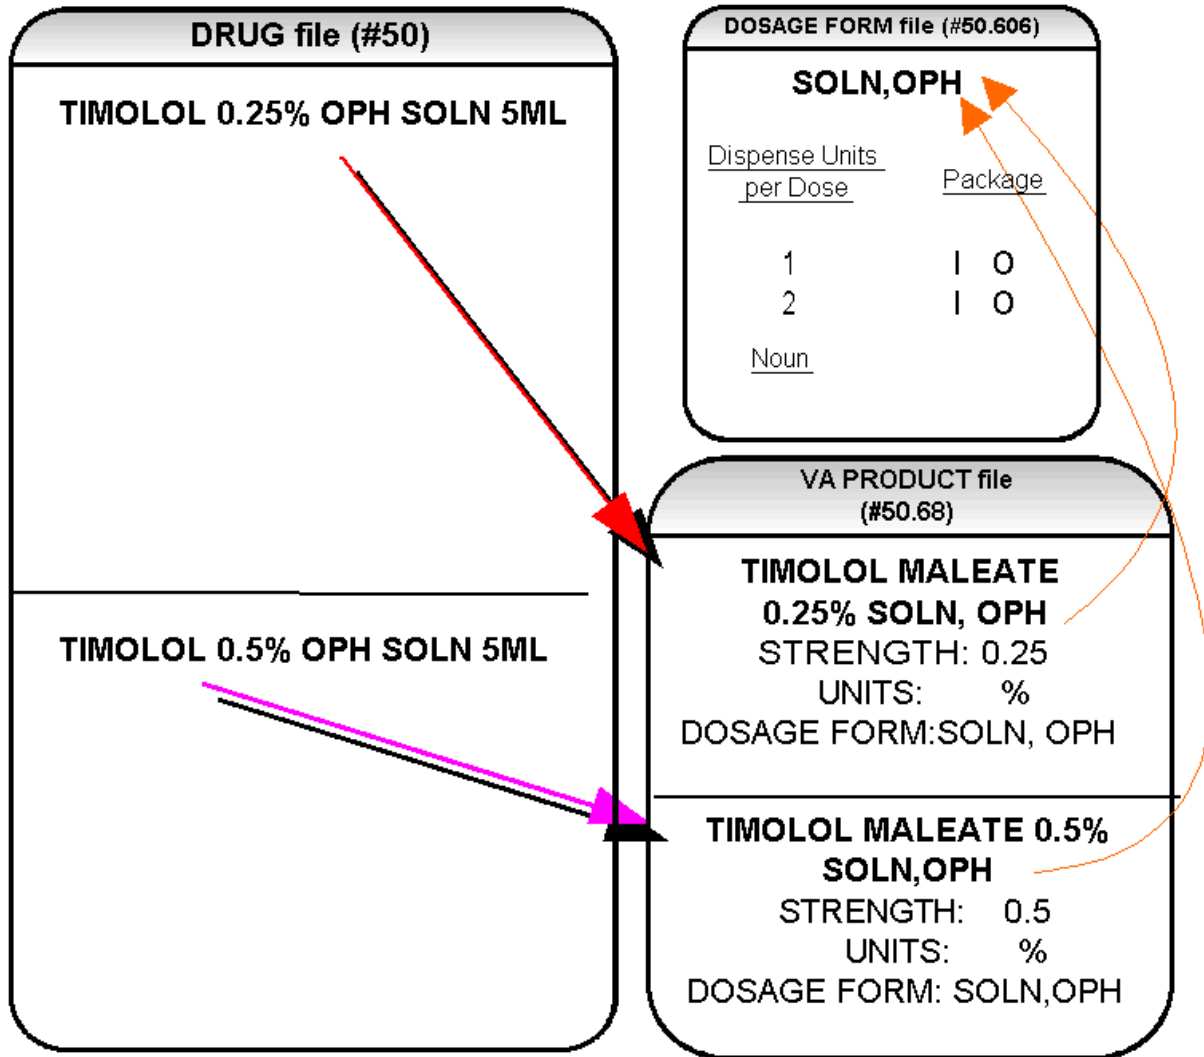 DRUG file (#50)
TIMOLOL 0.25% OPH SOLN 5ML
TIMOLOL 0.5% OPH SOLN 5ML
DOSAGE FORM file (#50.606)
SOLN,OPH
Dispense Units
per Dose
Package
1 I O
2 I O
Noun
VA PRODUCT file
(#50.68)
TIMOLOL MALEATE
0.25% SOLN, OPH
STRENGTH: 0.25
UNITS: %
DOSAGE FORM:SOLN, OPH
TIMOLOL MALEATE 0.5%
SOLN,OPH
STRENGTH: 0.5
UNITS: %
DOSAGE FORM: SOLN,OPH